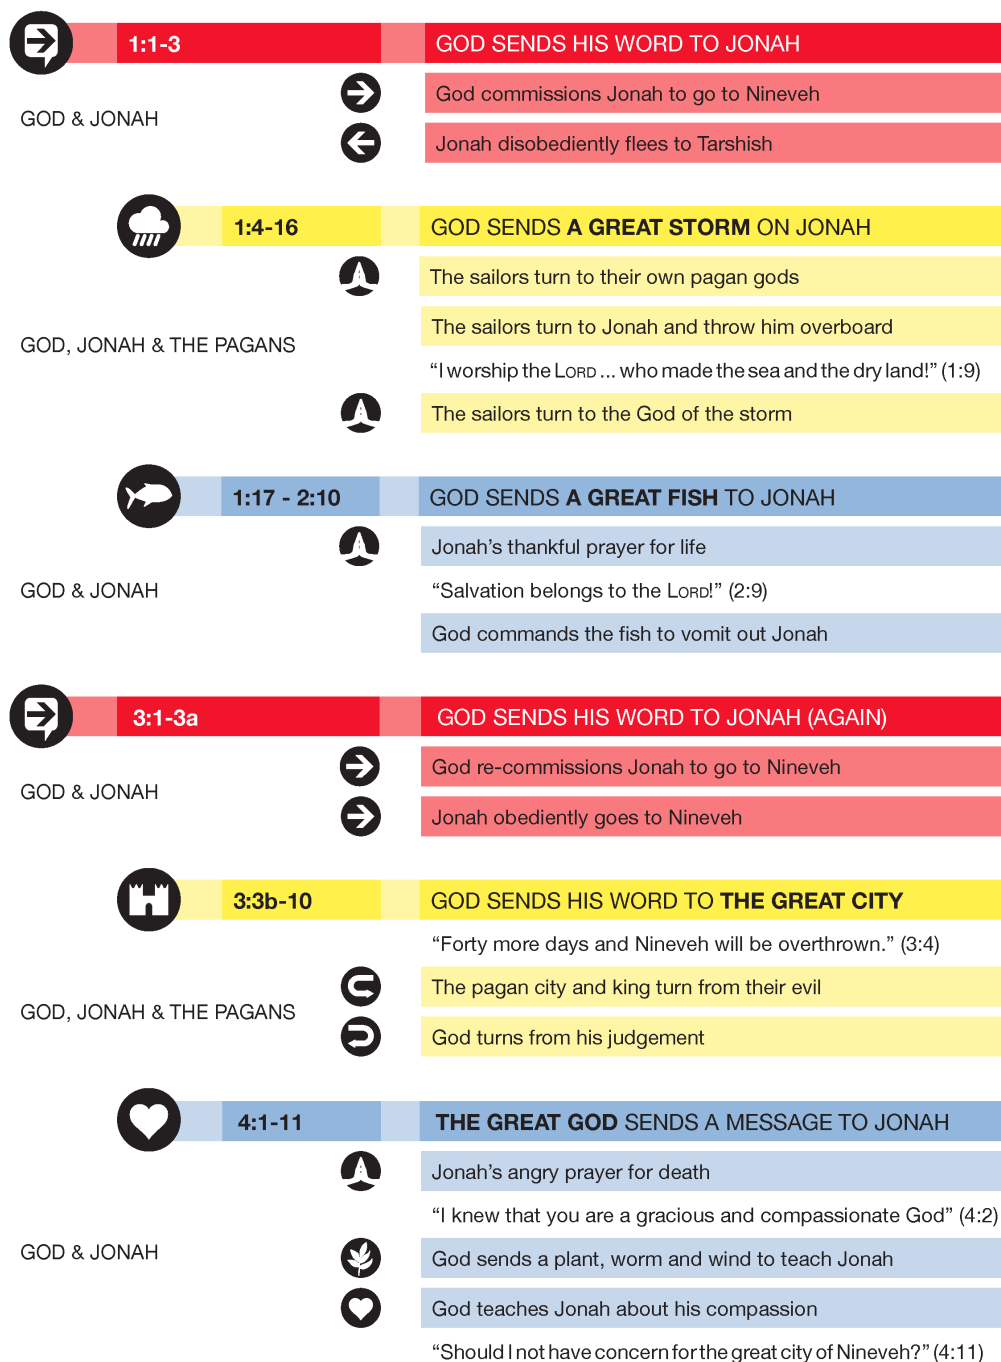 1:1-3 GOD SENDS HIS WORD TO JONAH
God commissions Jonah to go to Nineveh
GOD & JONAH
Jonah disobediently flees to Tarshish
1:4-16 GOD SENDS A GREAT STORM ON JONAH
The sailors turn to their own pagan gods
The sailors turn to Jonah and throw him overboard
GOD, JONAH & THE PAGANS
“I worship the LORD ... who made the sea and the dry land!” (1:9)
The sailors turn to the God of the storm
1:17 - 2:10 GOD SENDS A GREAT FISH TO JONAH
Jonah’s thankful prayer for life
GOD & JONAH “Salvation belongs to the LORD!” (2:9)
God commands the fish to vomit out Jonah
3:1-3a GOD SENDS HIS WORD TO JONAH (AGAIN)
God re-commissions Jonah to go to Nineveh
GOD & JONAH
Jonah obediently goes to Nineveh
3:3b-10 GOD SENDS HIS WORD TO THE GREAT CITY
“Forty more days and Nineveh will be overthrown.” (3:4)
The pagan city and king turn from their evil
GOD, JONAH & THE PAGANS
God turns from his judgement
4:1-11 THE GREAT GOD SENDS A MESSAGE TO JONAH
Jonah’s angry prayer for death
“I knew that you are a gracious and compassionate God” (4:2)
GOD & JONAH God sends a plant, worm and wind to teach Jonah
God teaches Jonah about his compassion
“Should I not have concern for the great city of Nineveh?” (4:11)